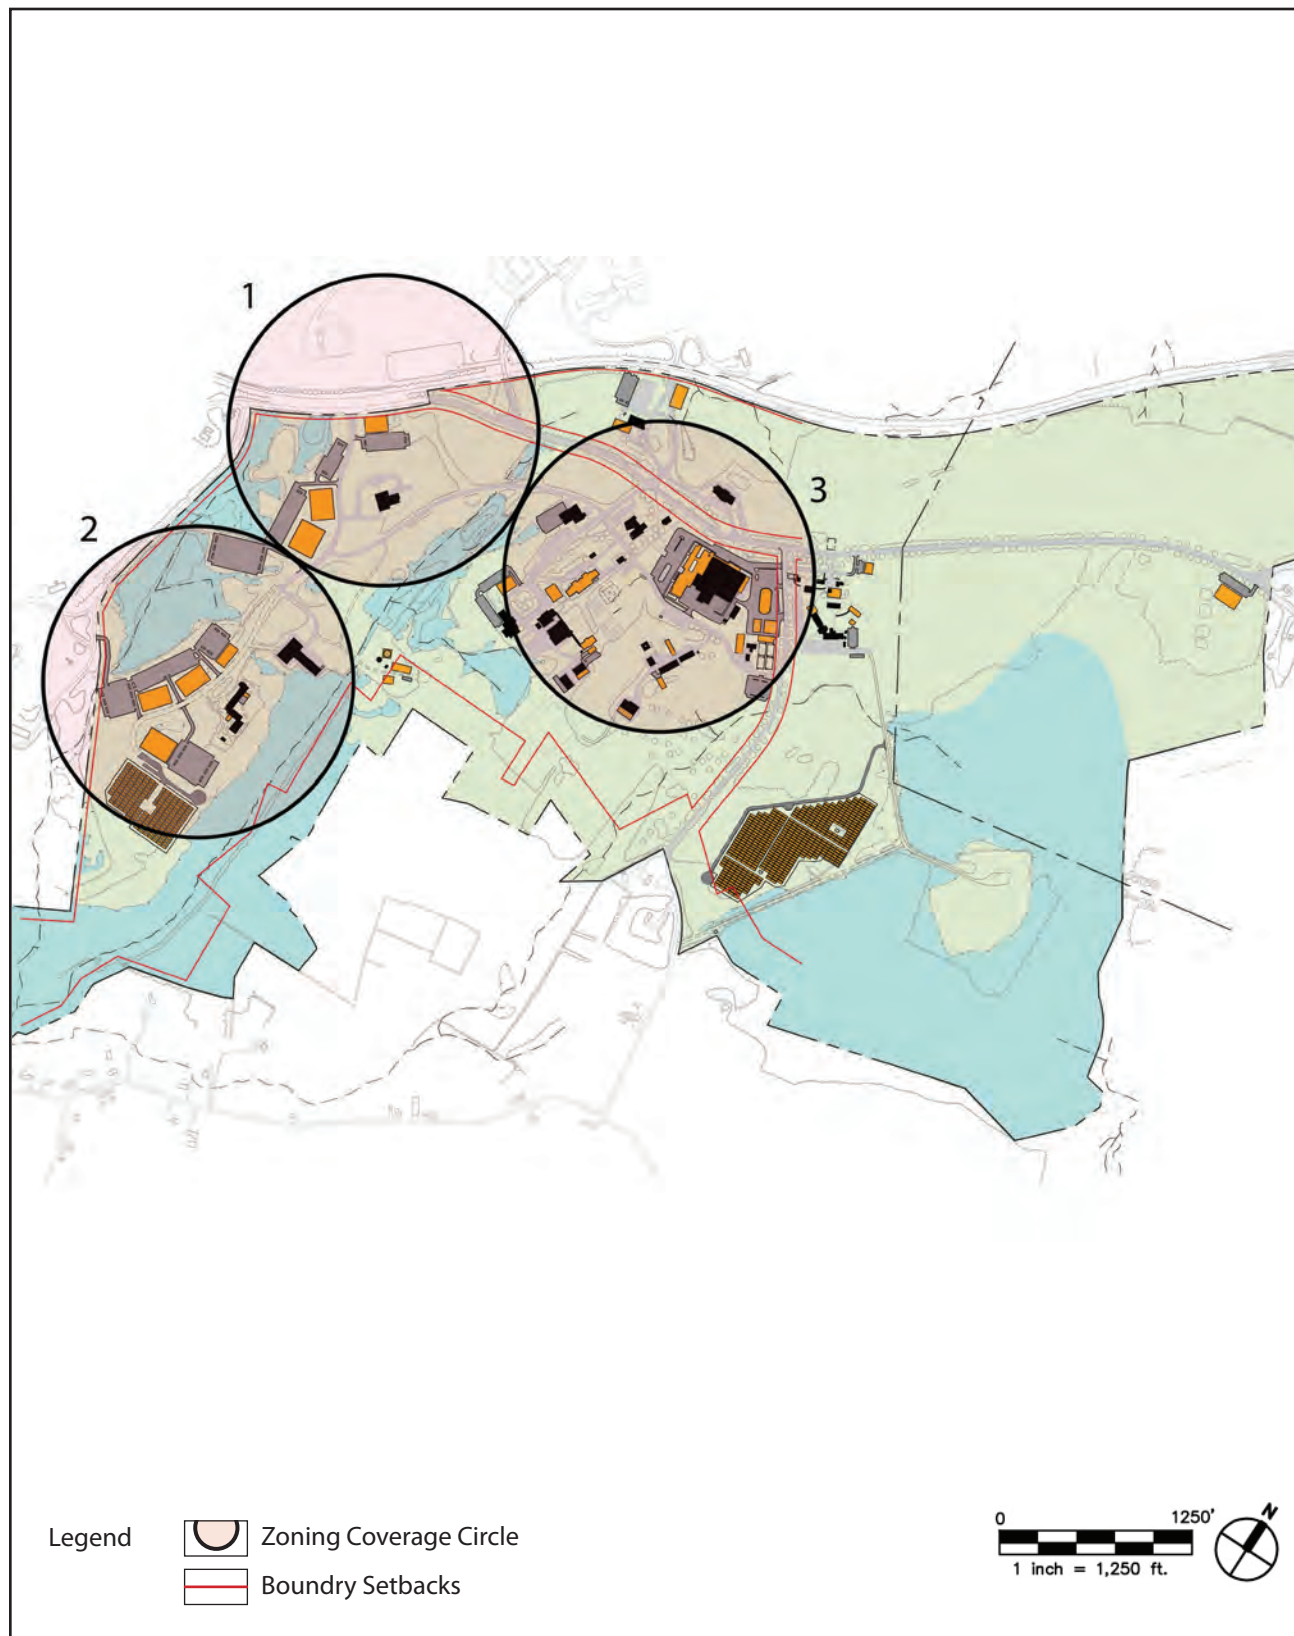 1
2
3
Legend
Zoning Coverage Circle
Boundry Setbacks
0 1250'
1 inch = 1,250 ft.
N